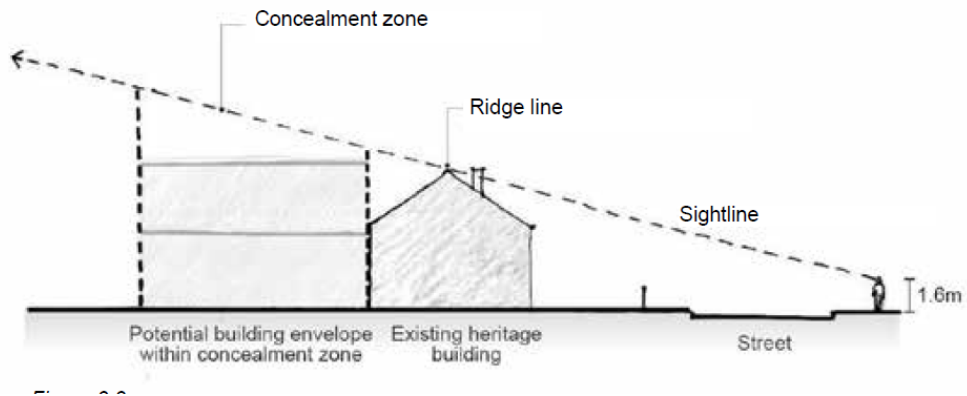 Concealment zone
Ridge line
Sightline
1.6m
Potential building envelope
within concealment zone
Existing heritage
building
Street